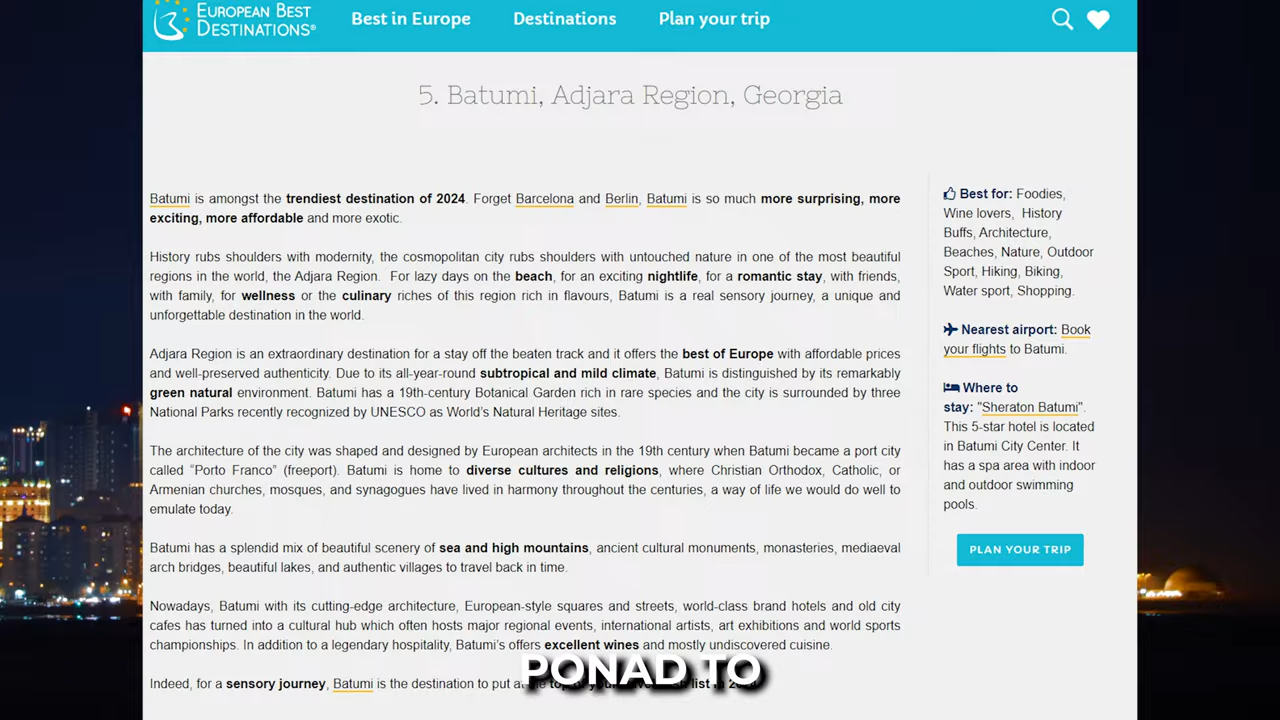 EUROPEAN BEST
DESTINATIONS®
Best in Europe Destinations Plan your trip
5. Batumi, Adjara Region, Georgia
Batumi is amongst the trendiest destination of 2024. Forget Barcelona and Berlin, Batumi is so much more surprising, more
exciting, more affordable and more exotic.
History rubs shoulders with modernity, the cosmopolitan city rubs shoulders with untouched nature in one of the most beautiful
regions in the world, the Adjara Region. For lazy days on the beach, for an exciting nightlife, for a romantic stay, with friends,
with family, for wellness or the culinary riches of this region rich in flavours, Batumi is a real sensory journey, a unique and
unforgettable destination in the world.
Adjara Region is an extraordinary destination for a stay off the beaten track and it offers the best of Europe with affordable prices
and well-preserved authenticity. Due to its all-year-round subtropical and mild climate, Batumi is distinguished by its remarkably
green natural environment. Batumi has a 19th-century Botanical Garden rich in rare species and the city is surrounded by three
National Parks recently recognized by UNESCO as World's Natural Heritage sites.
The architecture of the city was shaped and designed by European architects in the 19th century when Batumi became a port city
called “Porto Franco” (freeport). Batumi is home to diverse cultures and religions, where Christian Orthodox, Catholic, or
Armenian churches, mosques, and synagogues have lived in harmony throughout the centuries, a way of life we would do well to
emulate today.
Batumi has a splendid mix of beautiful scenery of sea and high mountains, ancient cultural monuments, monasteries, mediaeval
arch bridges, beautiful lakes, and authentic villages to travel back in time.
Nowadays, Batumi with its cutting-edge architecture, European-style squares and streets, world-class brand hotels and old city
cafes has turned into a cultural hub which often hosts major regional events, international artists, art exhibitions and world sports
championships. In addition to a legendary hospitality, Batumi's offers excellent wines and mostly undiscovered cuisine.
Indeed, for a sensory journey, Batumi is the destination to put at the top of your travel list in
PONAD TO
Best for: Foodies,
Wine lovers, History
Buffs, Architecture,
Beaches, Nature, Outdoor
Sport, Hiking, Biking,
Water sport, Shopping.
Nearest airport: Book
your flights to Batumi.
Where to
stay: "Sheraton Batumi".
This 5-star hotel is located
in Batumi City Center. It
has a spa area with indoor
and outdoor swimming
pools.
PLAN YOUR TRIP